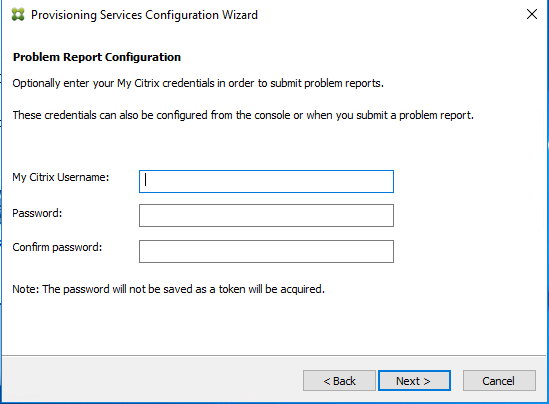 Provisioning Services Configuration Wizard
Problem Report Configuration
Optionally enter your My Citrix credentials in order to submit problem reports.
These credentials can also be configured from the console or when you submit a problem report.
My Citrix Username:
Password:
Confirm password:
Note: The password will not be saved as a token will be acquired.
< Back Next > Cancel